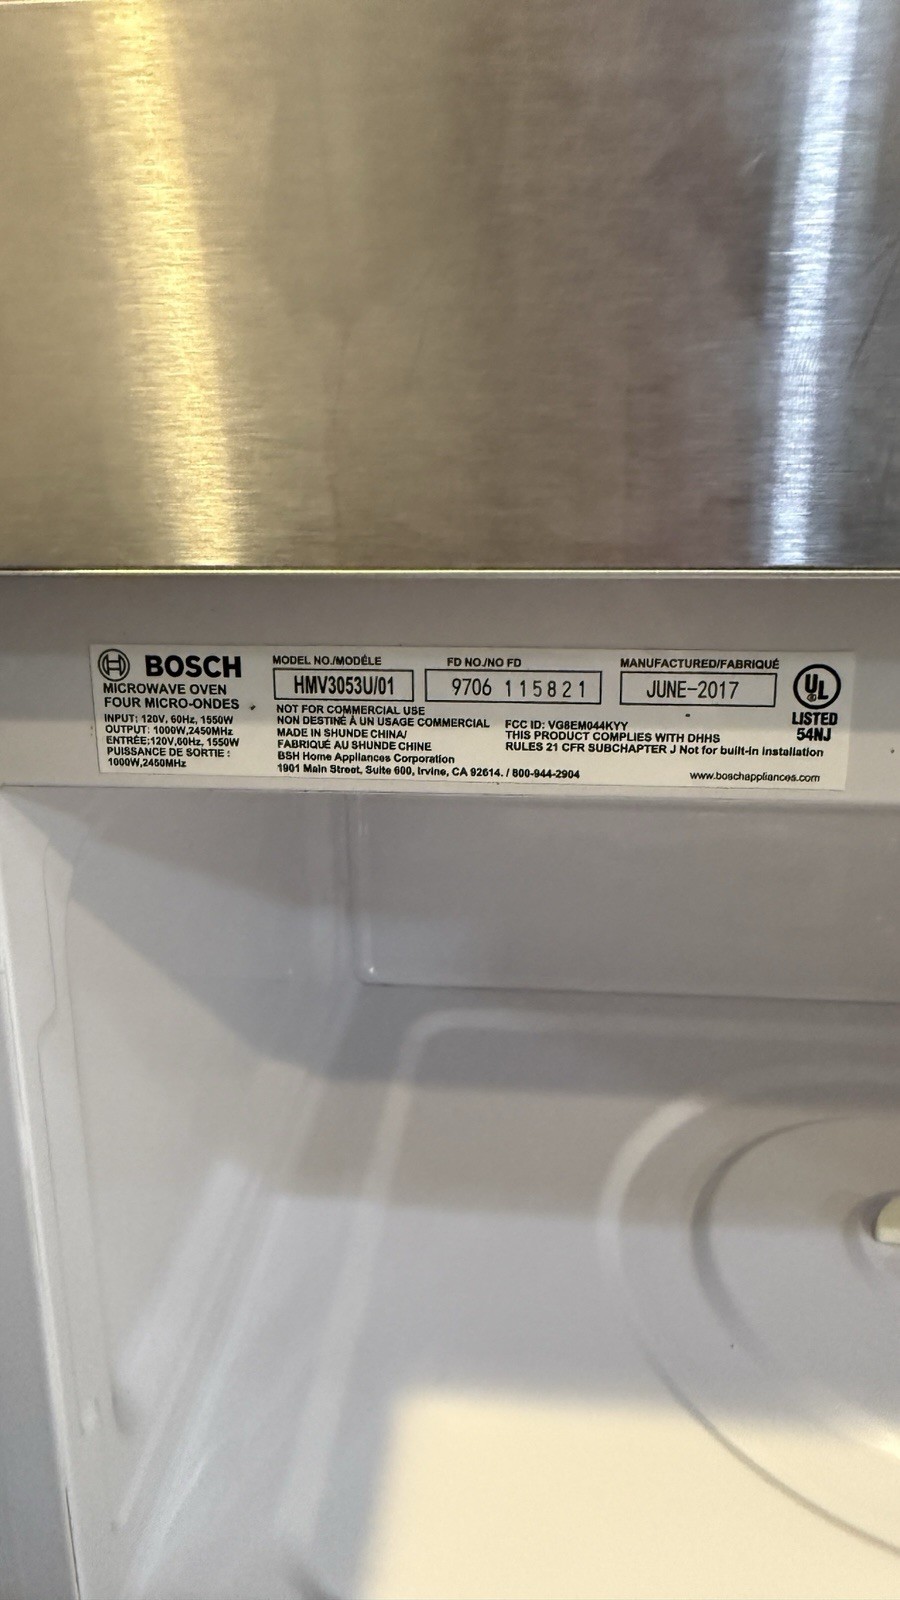 BOSCH
MICROWAVE OVEN
FOUR MICRO-ONDES
INPUT: 120V, 60Hz, 1550W
OUTPUT: 1000W,2450MHz
ENTRÉE:120V,60Hz, 1550W
PUISSANCE DE SORTIE :
1000W,2450MHz
MODEL NO./MODÈLE
HMV3053U/01
FD NO./NO FD
9706 115821
MANUFACTURED/FABRIQUÉ
JUNE-2017
NOT FOR COMMERCIAL USE
NON DESTINÉ À UN USAGE COMMERCIAL
MADE IN SHUNDE CHINA/
FABRIQUÉ AU SHUNDE CHINE
BSH Home Appliances Corporation
1901 Main Street, Suite 600, Irvine, CA 92614. / 800-944-2904
FCC ID: VG8EM044KYY
THIS PRODUCT COMPLIES WITH DHHS
RULES 21 CFR SUBCHAPTER J Not for built-in installation
www.boschappliances.com
UL
LISTED
54NJ